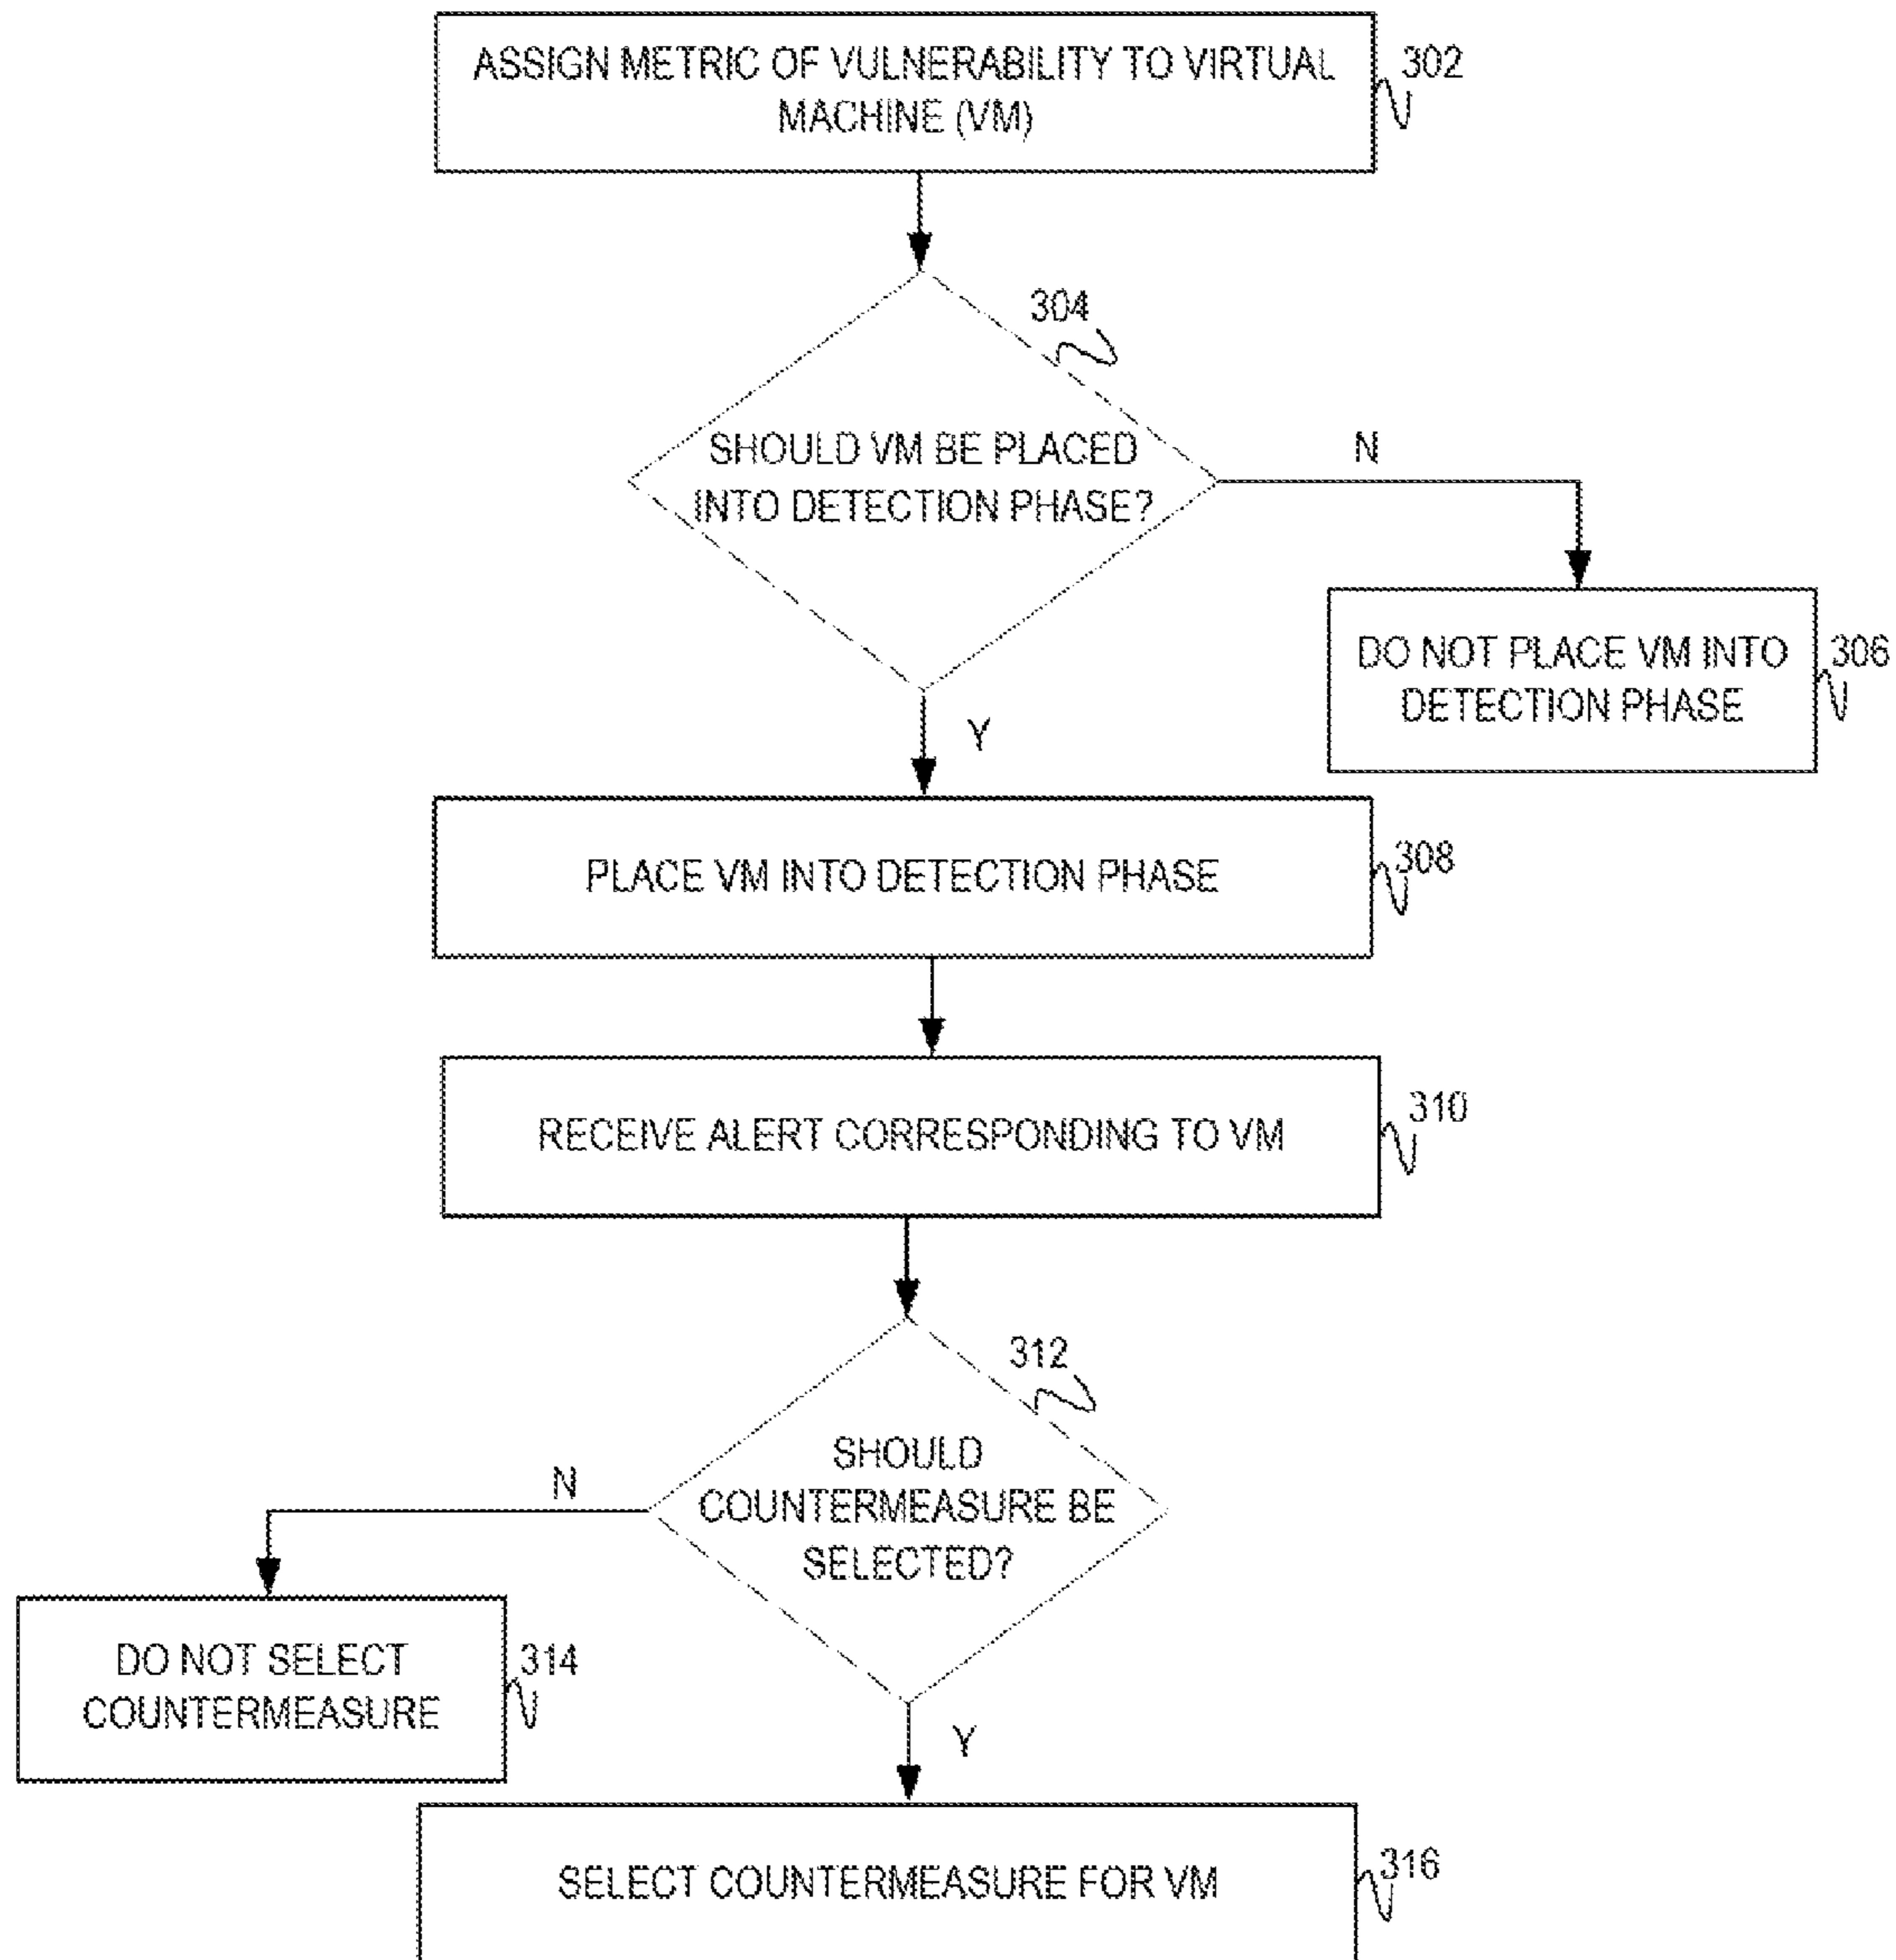 ASSIGN METRIC OF VULNERABILITY TO VIRTUAL
MACHINE (VM)
302
304
SHOULD VM BE PLACED
INTO DETECTION PHASE?
N
DO NOT PLACE VM INTO
DETECTION PHASE
306
Y
PLACE VM INTO DETECTION PHASE
308
RECEIVE ALERT CORRESPONDING TO VM
310
312
SHOULD
COUNTERMEASURE BE
SELECTED?
N
DO NOT SELECT
COUNTERMEASURE
314
Y
SELECT COUNTERMEASURE FOR VM
316